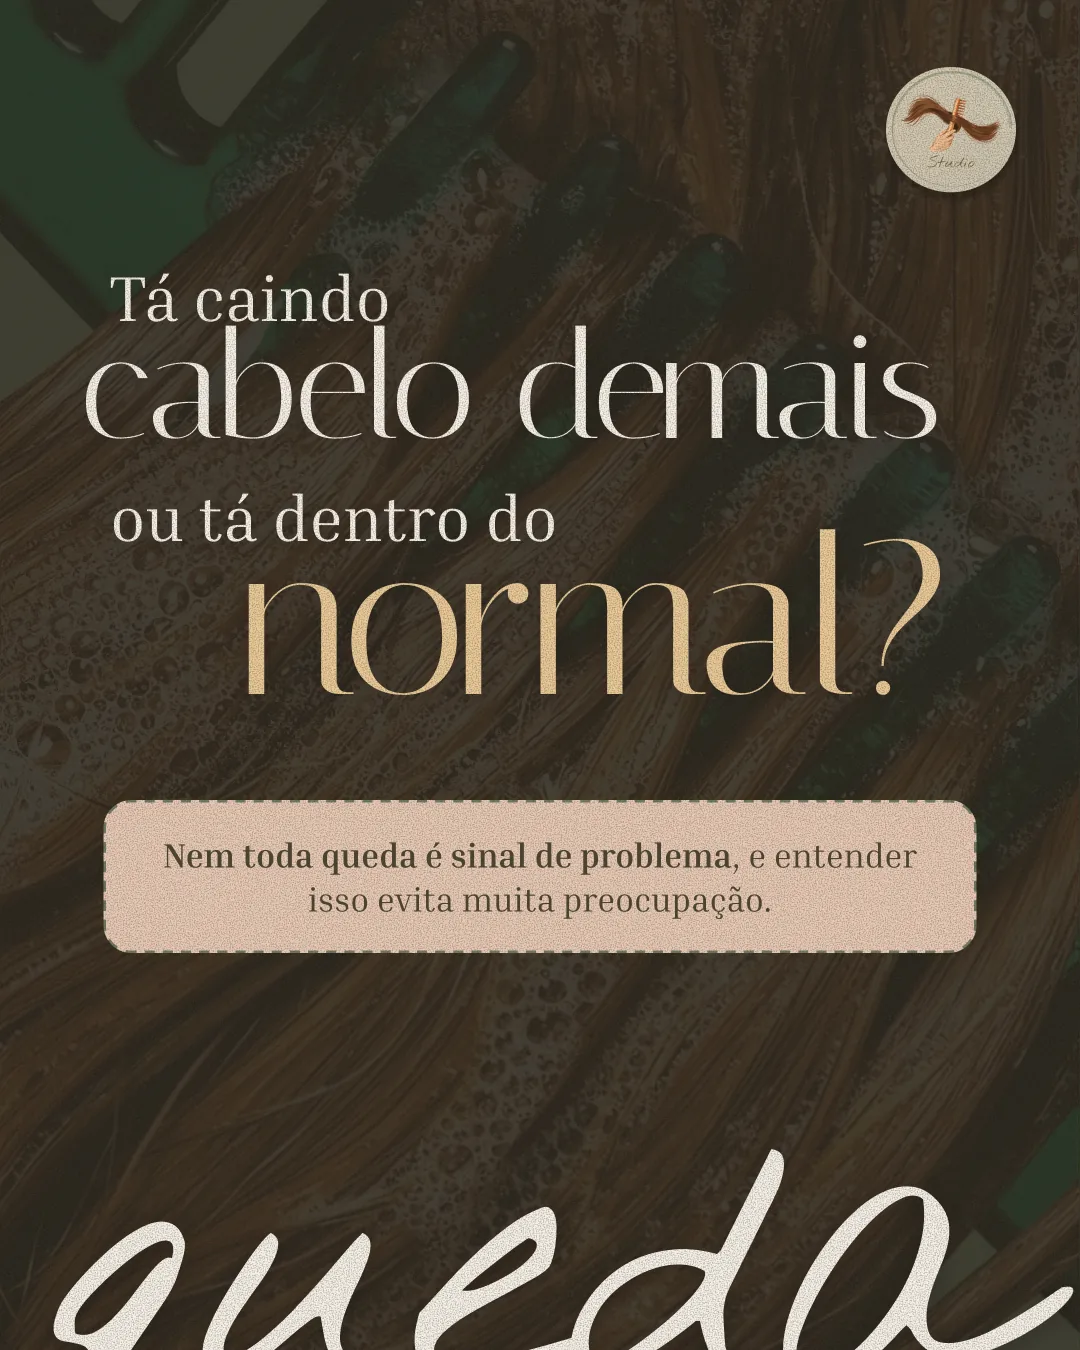 Studio
Tá caindo
cabelo demais
ou tá dentro do
normal?
Nem toda queda é sinal de problema, e entender
isso evita muita preocupação.
queda